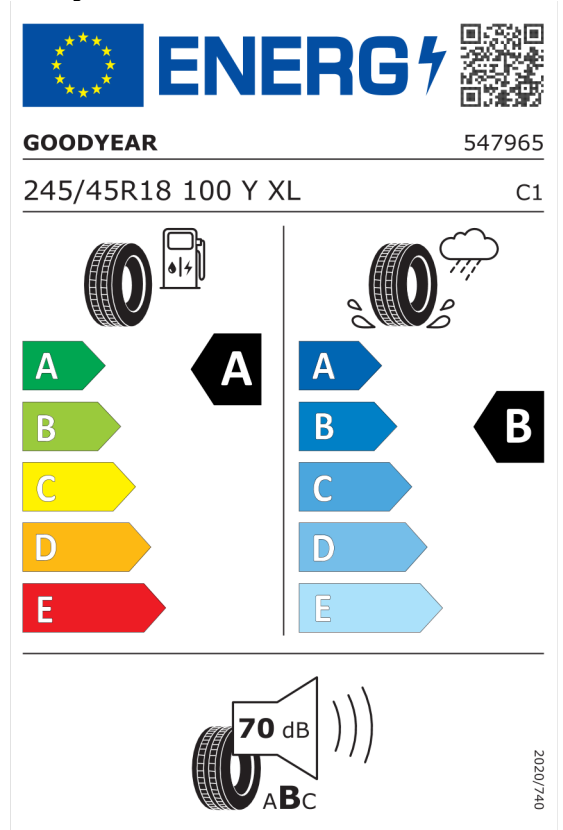 ENERG
GOODYEAR 547965
245/45R18 100 Y XL C1
A A A
B B B
C C
D D
E E
70 dB
ABC
2020/740